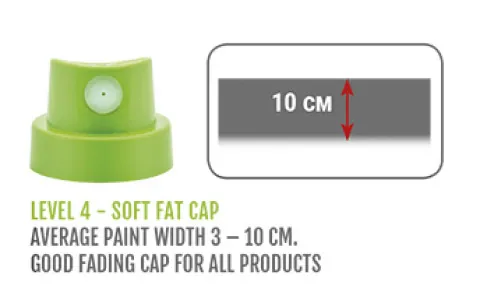 10 CM
LEVEL 4 - SOFT FAT CAP
AVERAGE PAINT WIDTH 3 – 10 CM.
GOOD FADING CAP FOR ALL PRODUCTS